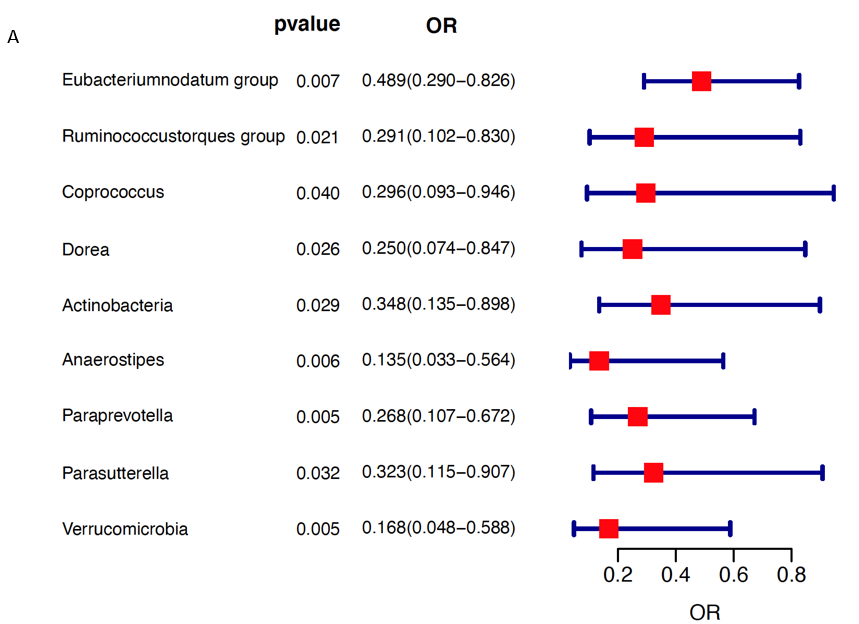 pvalue OR
A
Eubacteriumnodatum group 0.007 0.489(0.290−0.826)
Ruminococcustorques group 0.021 0.291(0.102−0.830)
Coprococcus 0.040 0.296(0.093−0.946)
Dorea 0.026 0.250(0.074−0.847)
Actinobacteria 0.029 0.348(0.135−0.898)
Anaerostipes 0.006 0.135(0.033−0.564)
Paraprevotella 0.005 0.268(0.107−0.672)
Parasutterella 0.032 0.323(0.115−0.907)
Verrucomicrobia 0.005 0.168(0.048−0.588)
0.2 0.4 0.6 0.8
OR